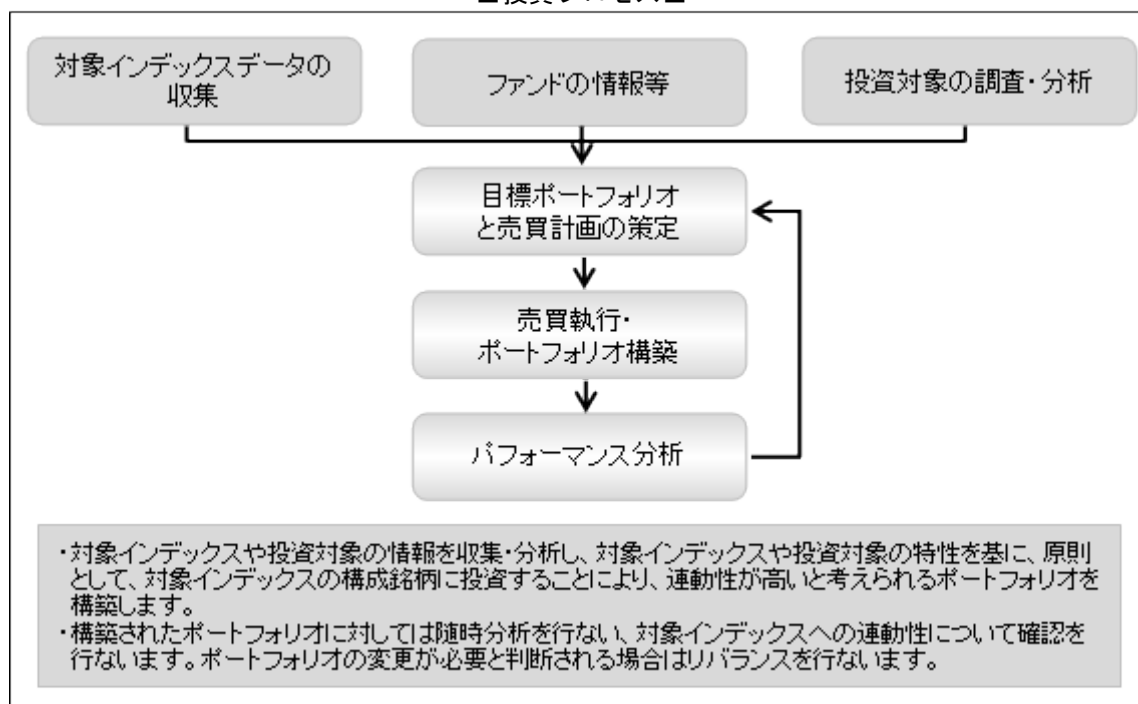 対象インデックスデータの
収集
ファンドの情報等
投資対象の調査・分析
目標ポートフォリオ
と売買計画の策定
売買執行・
ポートフォリオ構築
パフォーマンス分析
・対象インデックスや投資対象の情報を収集・分析し、対象インデックスや投資対象の特性を基に、原則
として、対象インデックスの構成銘柄に投資することにより、連動性が高いと考えられるポートフォリオを
構築します。
・構築されたポートフォリオに対しては随時分析を行ない、対象インデックスへの連動性について確認を
行ないます。ポートフォリオの変更が必要と判断される場合はリバランスを行ないます。